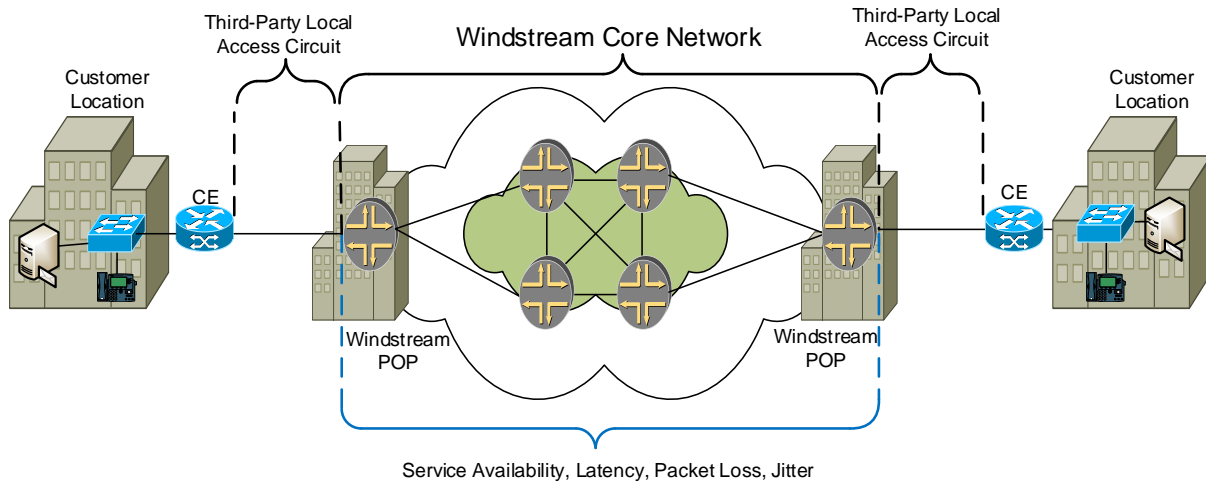 Third-Party Local
Access Circuit
Windstream Core Network
Third-Party Local
Access Circuit
Customer
Location
Customer
Location
CE
CE
Windstream
POP
Windstream
POP
Service Availability, Latency, Packet Loss, Jitter